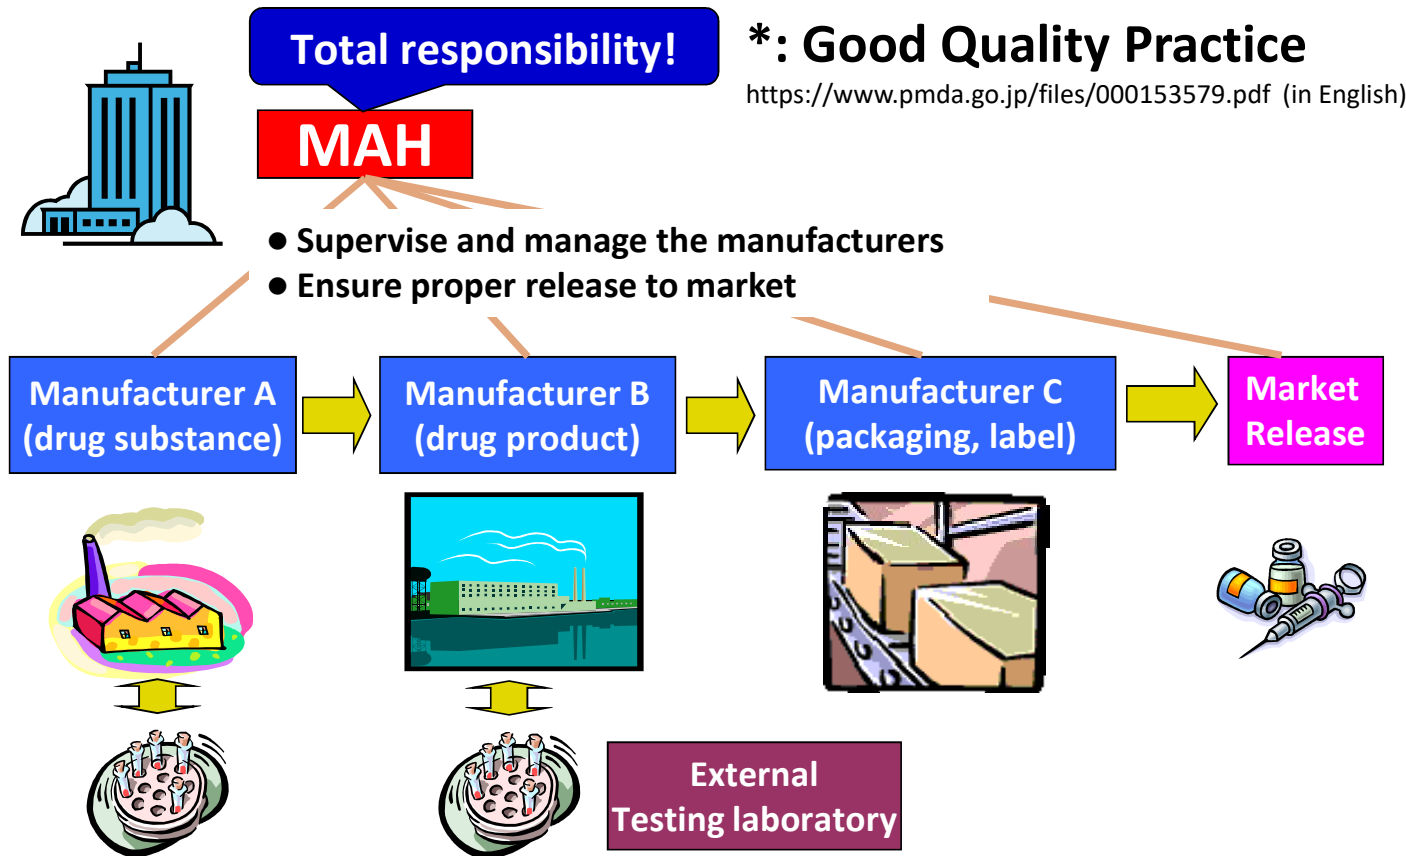 Total responsibility!
*: Good Quality Practice
https://www.pmda.go.jp/files/000153579.pdf (in English)
MAH
● Supervise and manage the manufacturers
● Ensure proper release to market
Manufacturer A
(drug substance)
Manufacturer B
(drug product)
Manufacturer C
(packaging, label)
Market
Release
External
Testing laboratory